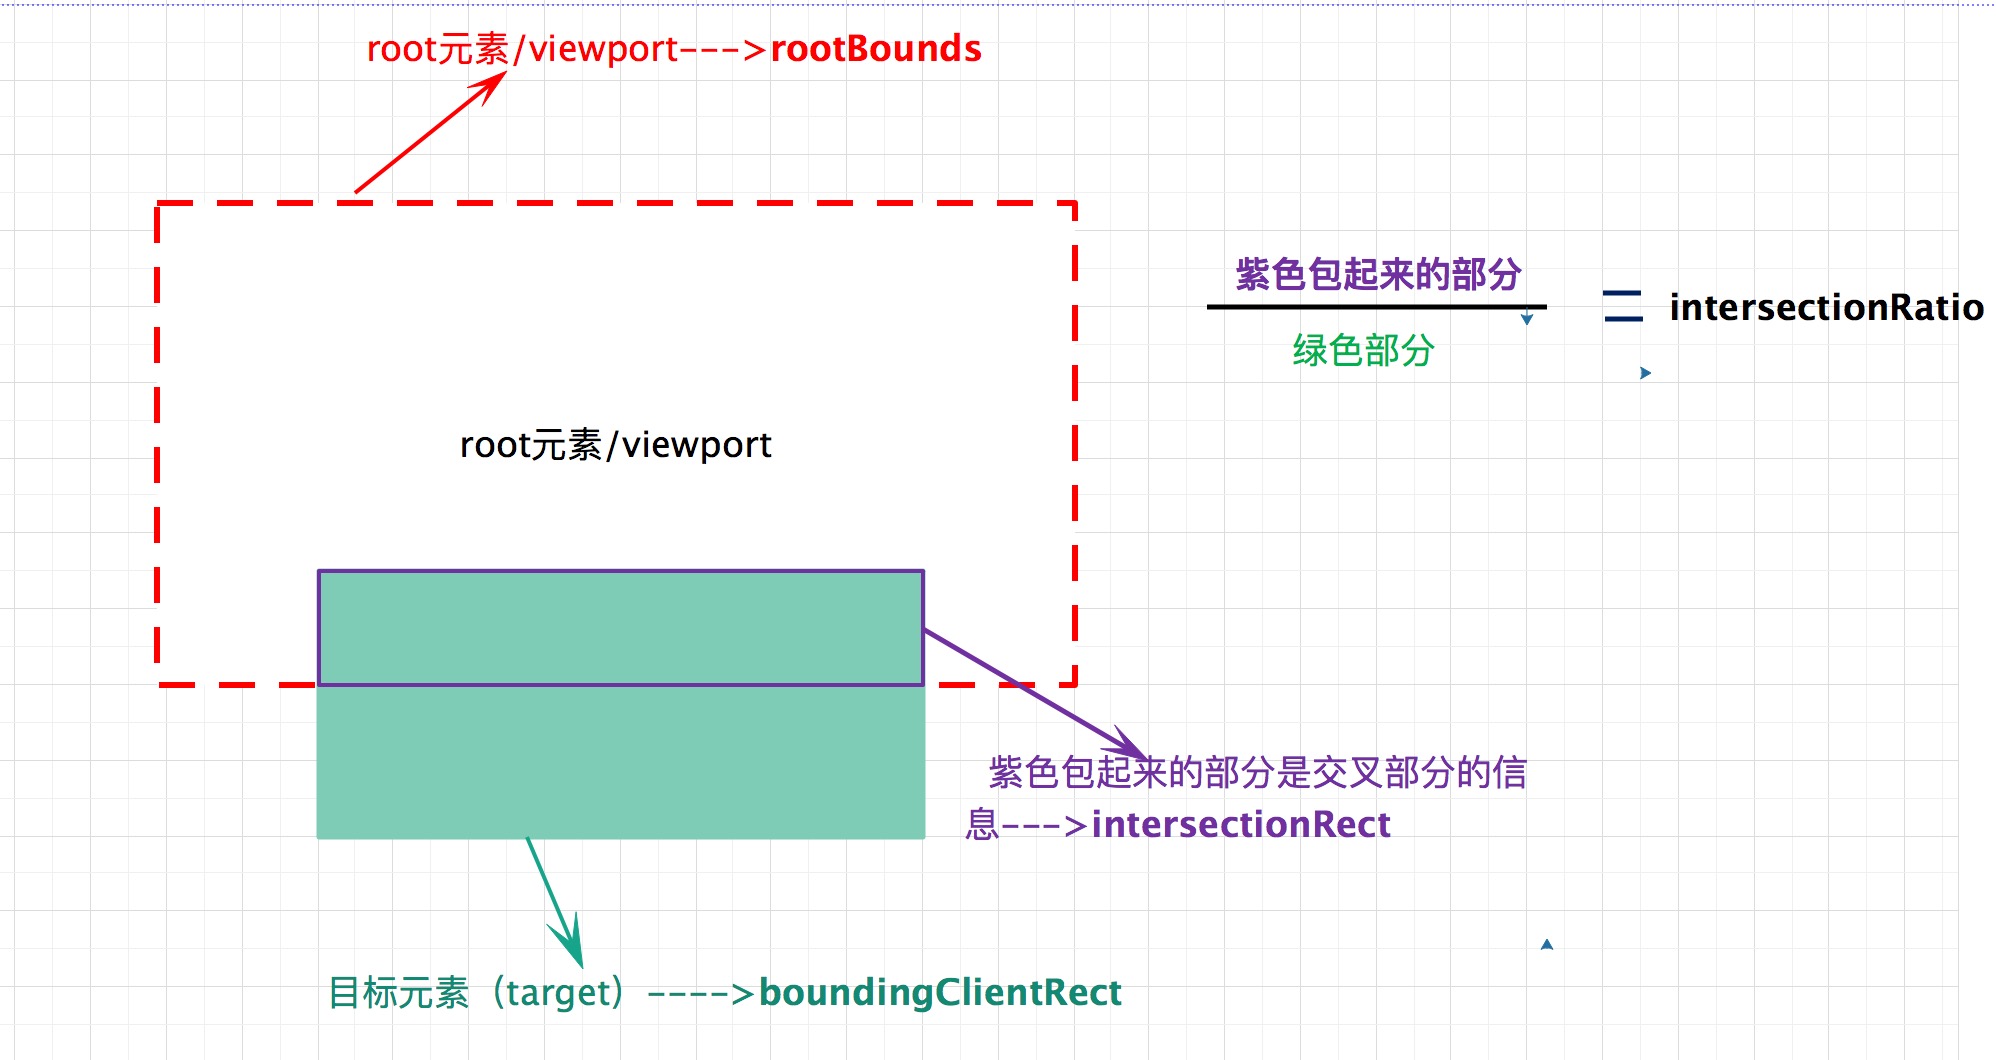 root元素/viewport--->rootBounds
紫色包起来的部分
绿色部分
= intersectionRatio
root元素/viewport
紫色包起来的部分是交叉部分的信
息--->intersectionRect
目标元素（target）---->boundingClientRect